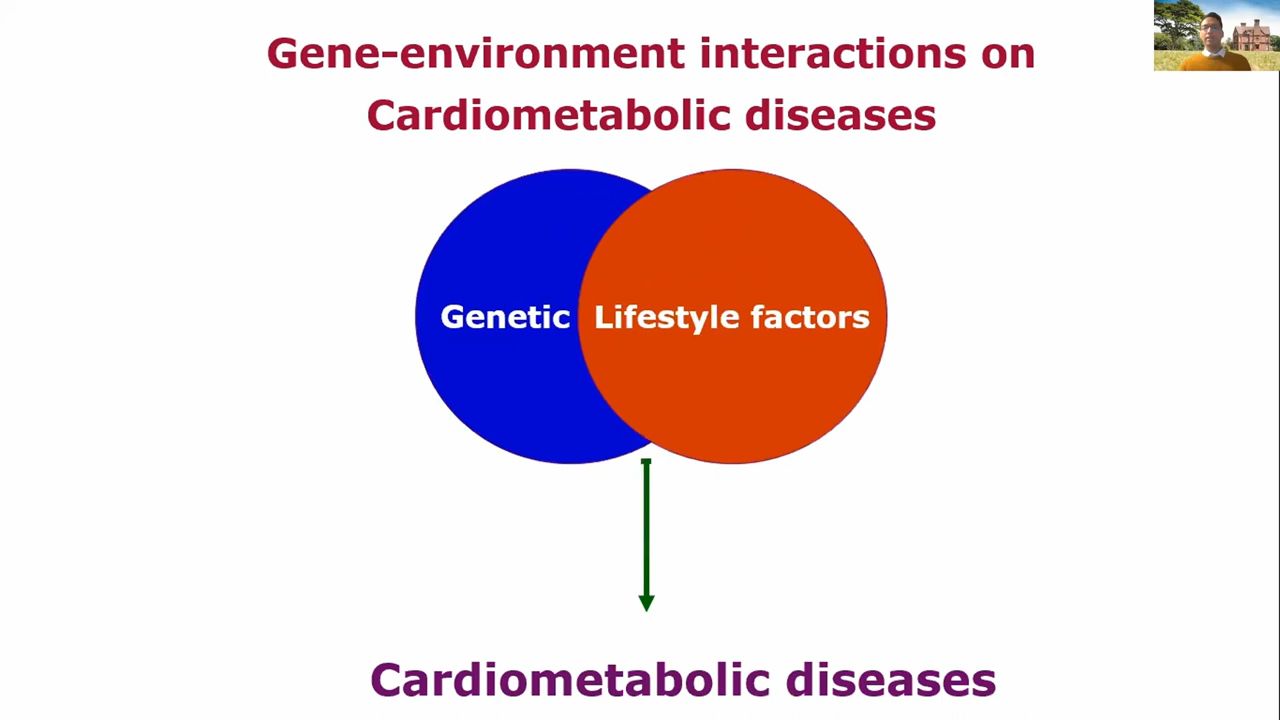 Gene-environment interactions on
Cardiometabolic diseases
Genetic
Lifestyle factors
Cardiometabolic diseases